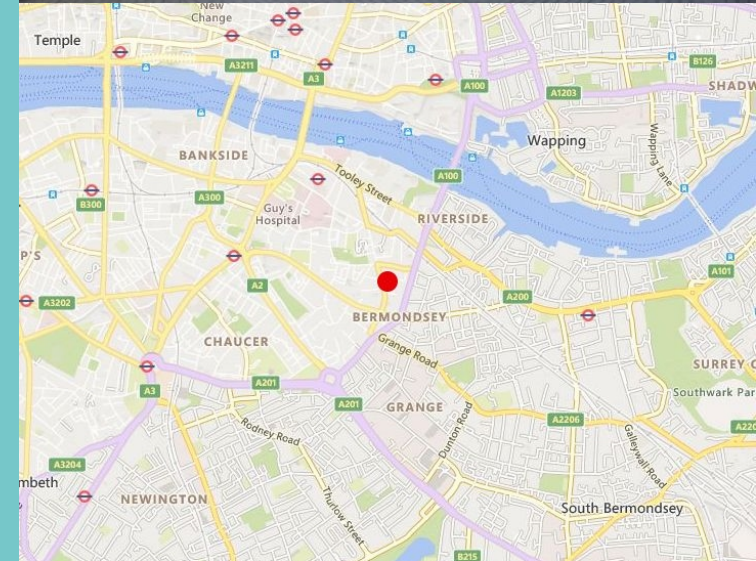 New
Change
Temple
A3211
A3
A100
B126
SHADW
A1203
Wapping
Wapping Lane
BANKSIDE
Tooley Street
A100
B300
A300
Guy's
Hospital
RIVERSIDE
P'S
A2
A200
A101
A3202
BERMONDSEY
CHAUCER
Grange Road
SURREY C
A3
A201
A201
GRANGE
Southwark Par
A2206
A220
Rodney Road
Dunton Road
Galleywall Road
A3204
mbeth
NEWINGTON
Thurlow Street
South Bermondsey
B215